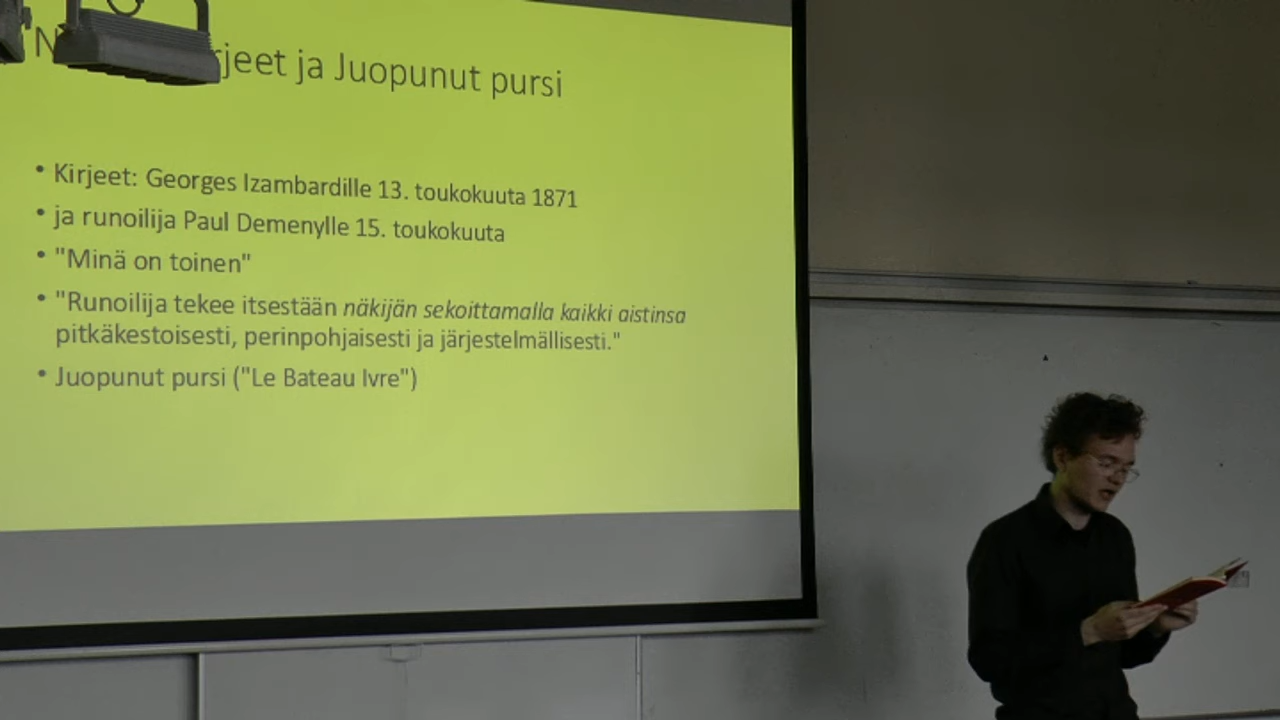 rjeet ja Juopunut pursi
• Kirjeet: Georges Izambardille 13. toukokuuta 1871
• ja runoilija Paul Demenylle 15. toukokuuta
• "Minä on toinen"
• "Runoilija tekee itsestään näkijän sekoittamalla kaikki aistinsa
pitkäkestoisesti, perinpohjaisesti ja järjestelmällisesti."
• Juopunut pursi ("Le Bateau Ivre")